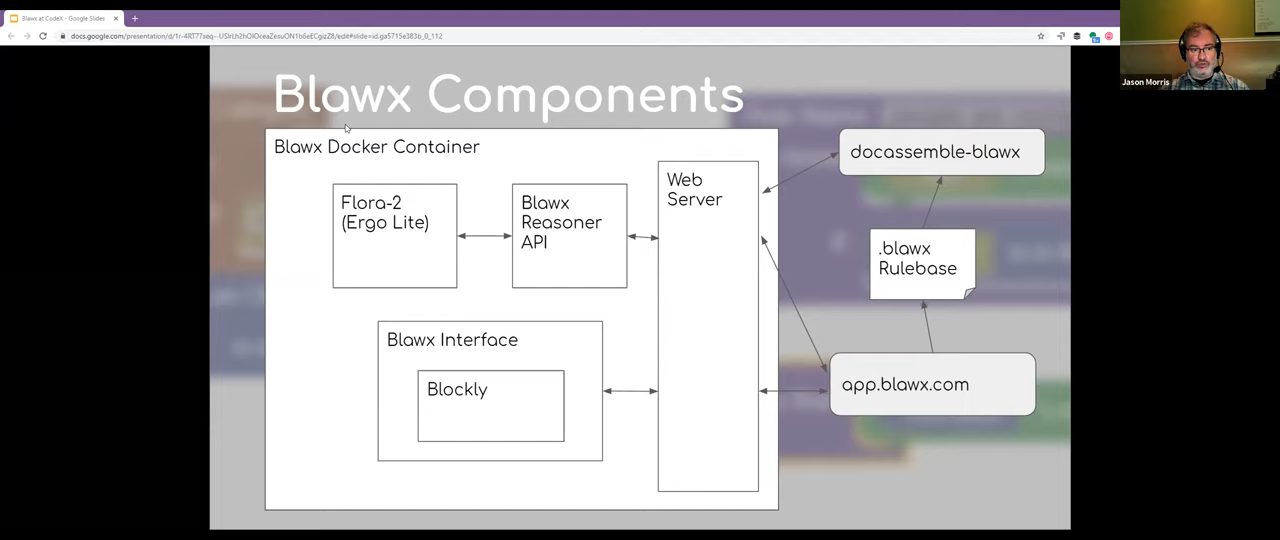 Blawx at CodeX - Google Slides
Jason Morris
Blawx Components
Blawx Docker Container
Flora-2
(Ergo Lite)
Blawx
Reasoner
API
Web
Server
docassemble-blawx
.blawx
Rulebase
Blawx Interface
Blockly
app.blawx.com